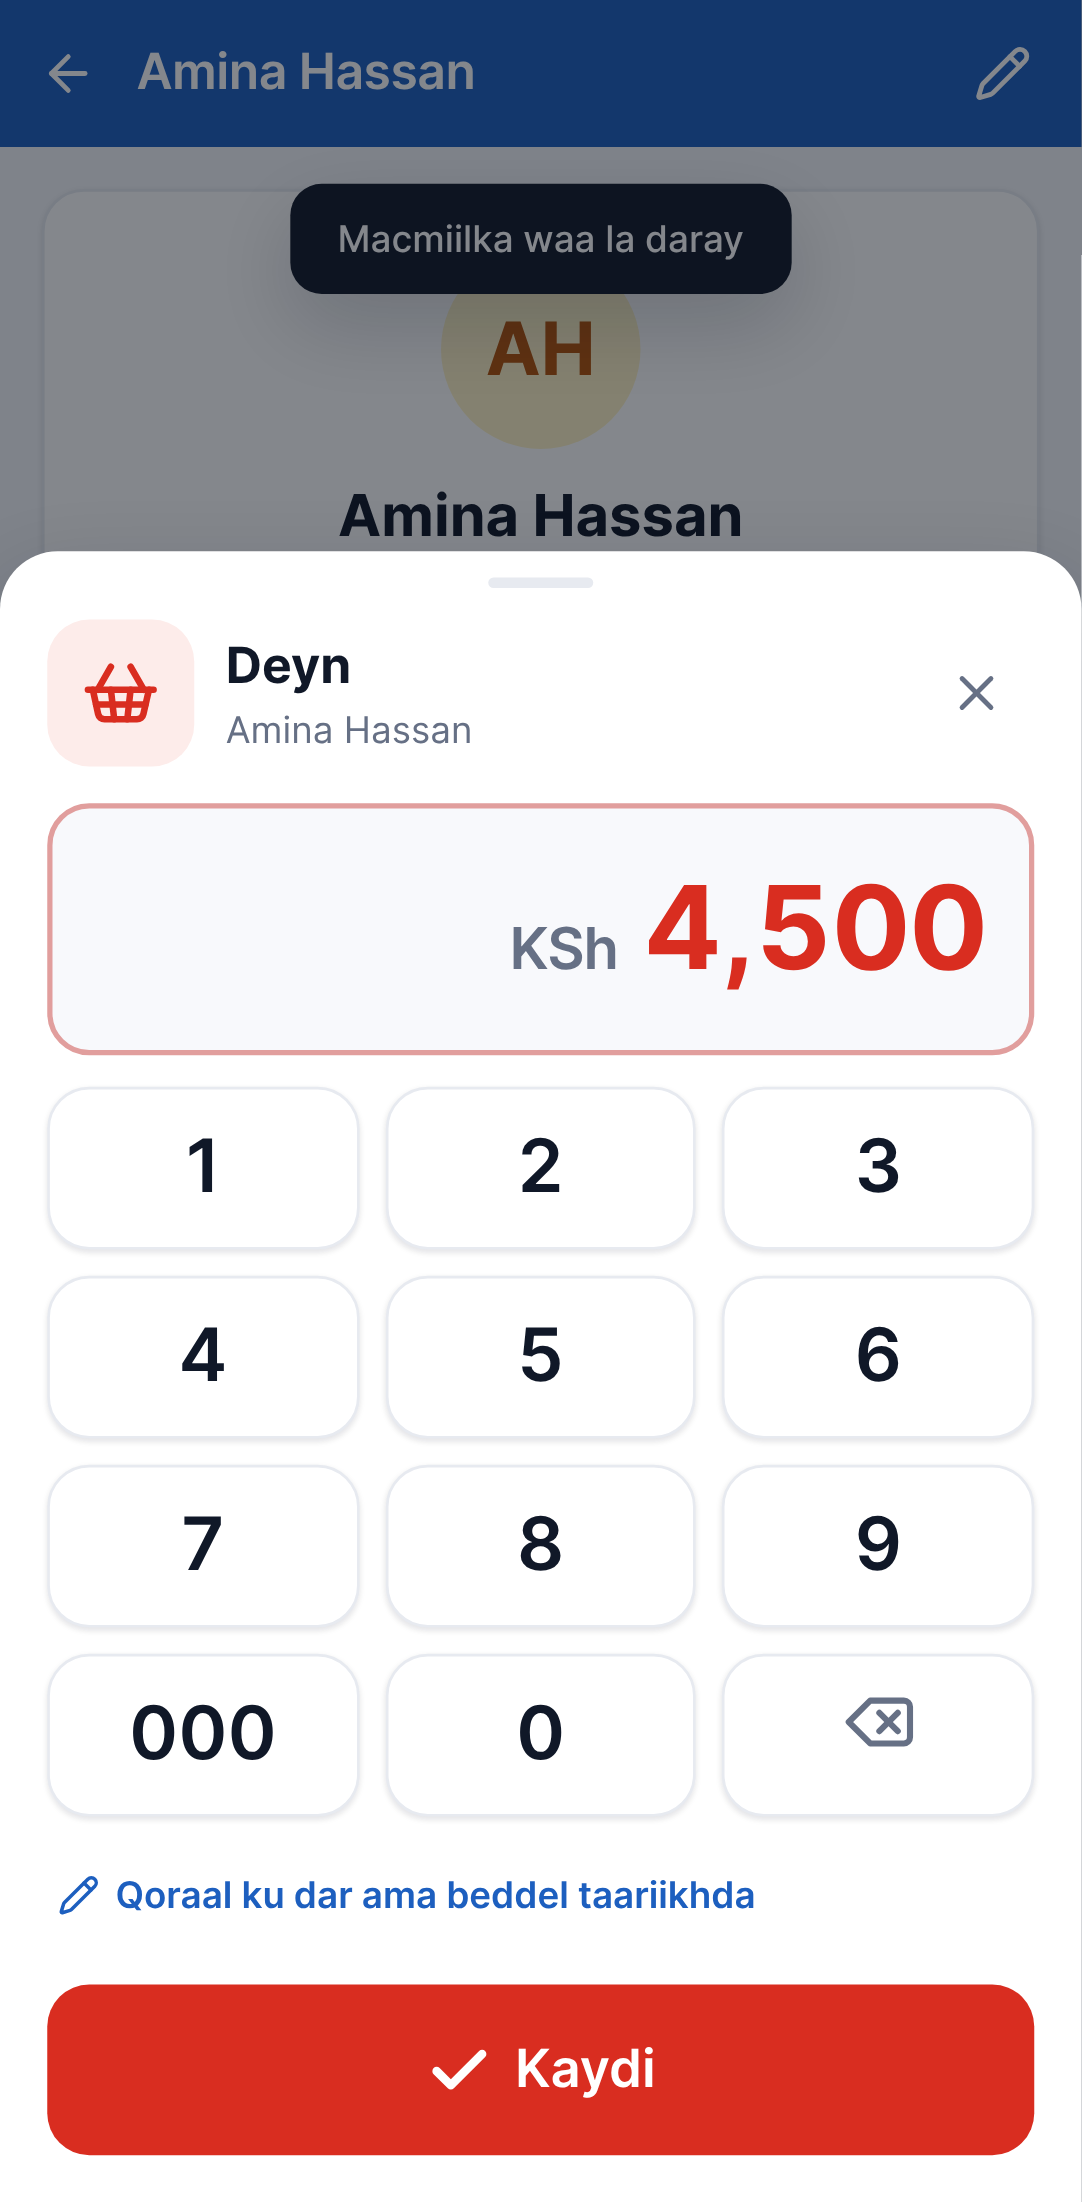 Amina Hassan
Macmiilka waa la daray
AH
Amina Hassan
Deyn
Amina Hassan
KSh 4,500
1 2 3
4 5 6
7 8 9
000 0
Qoraal ku dar ama beddel taariikhda
Kaydi